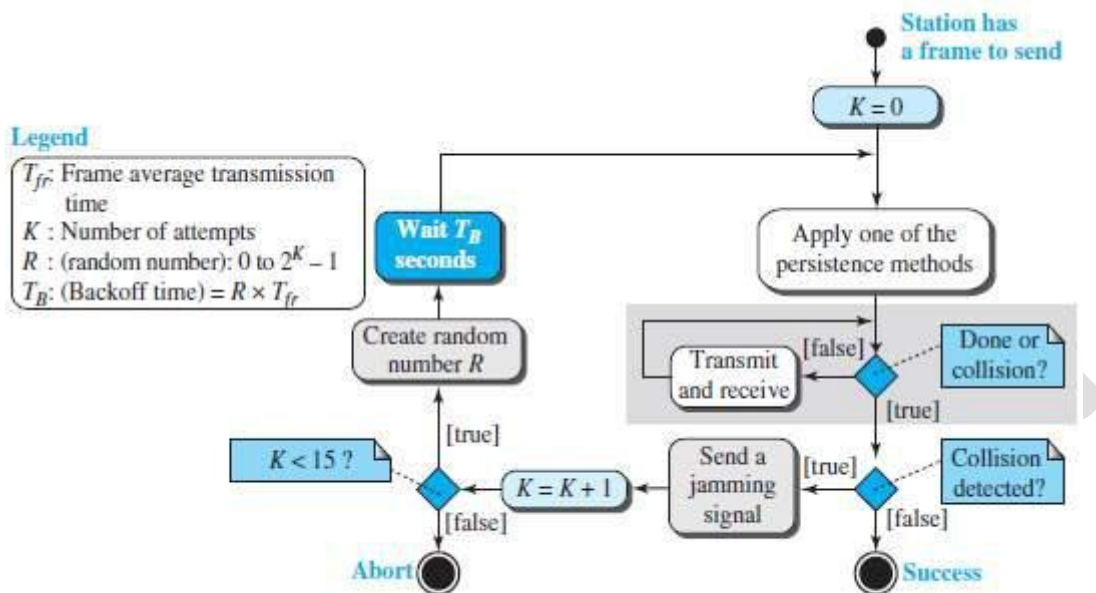 Station has
a frame to send
K = 0
Legend
T_fr: Frame average transmission
time
K : Number of attempts
R : (random number): 0 to 2^K – 1
T_B: (Backoff time) = R × T_fr
Wait T_B
seconds
Apply one of the
persistence methods
Create random
number R
Transmit
and receive
[false]
Done or
collision?
[true]
[true]
K < 15 ?
K = K + 1
Send a
jamming
signal
[true]
Collision
detected?
[false]
[false]
Abort
Success